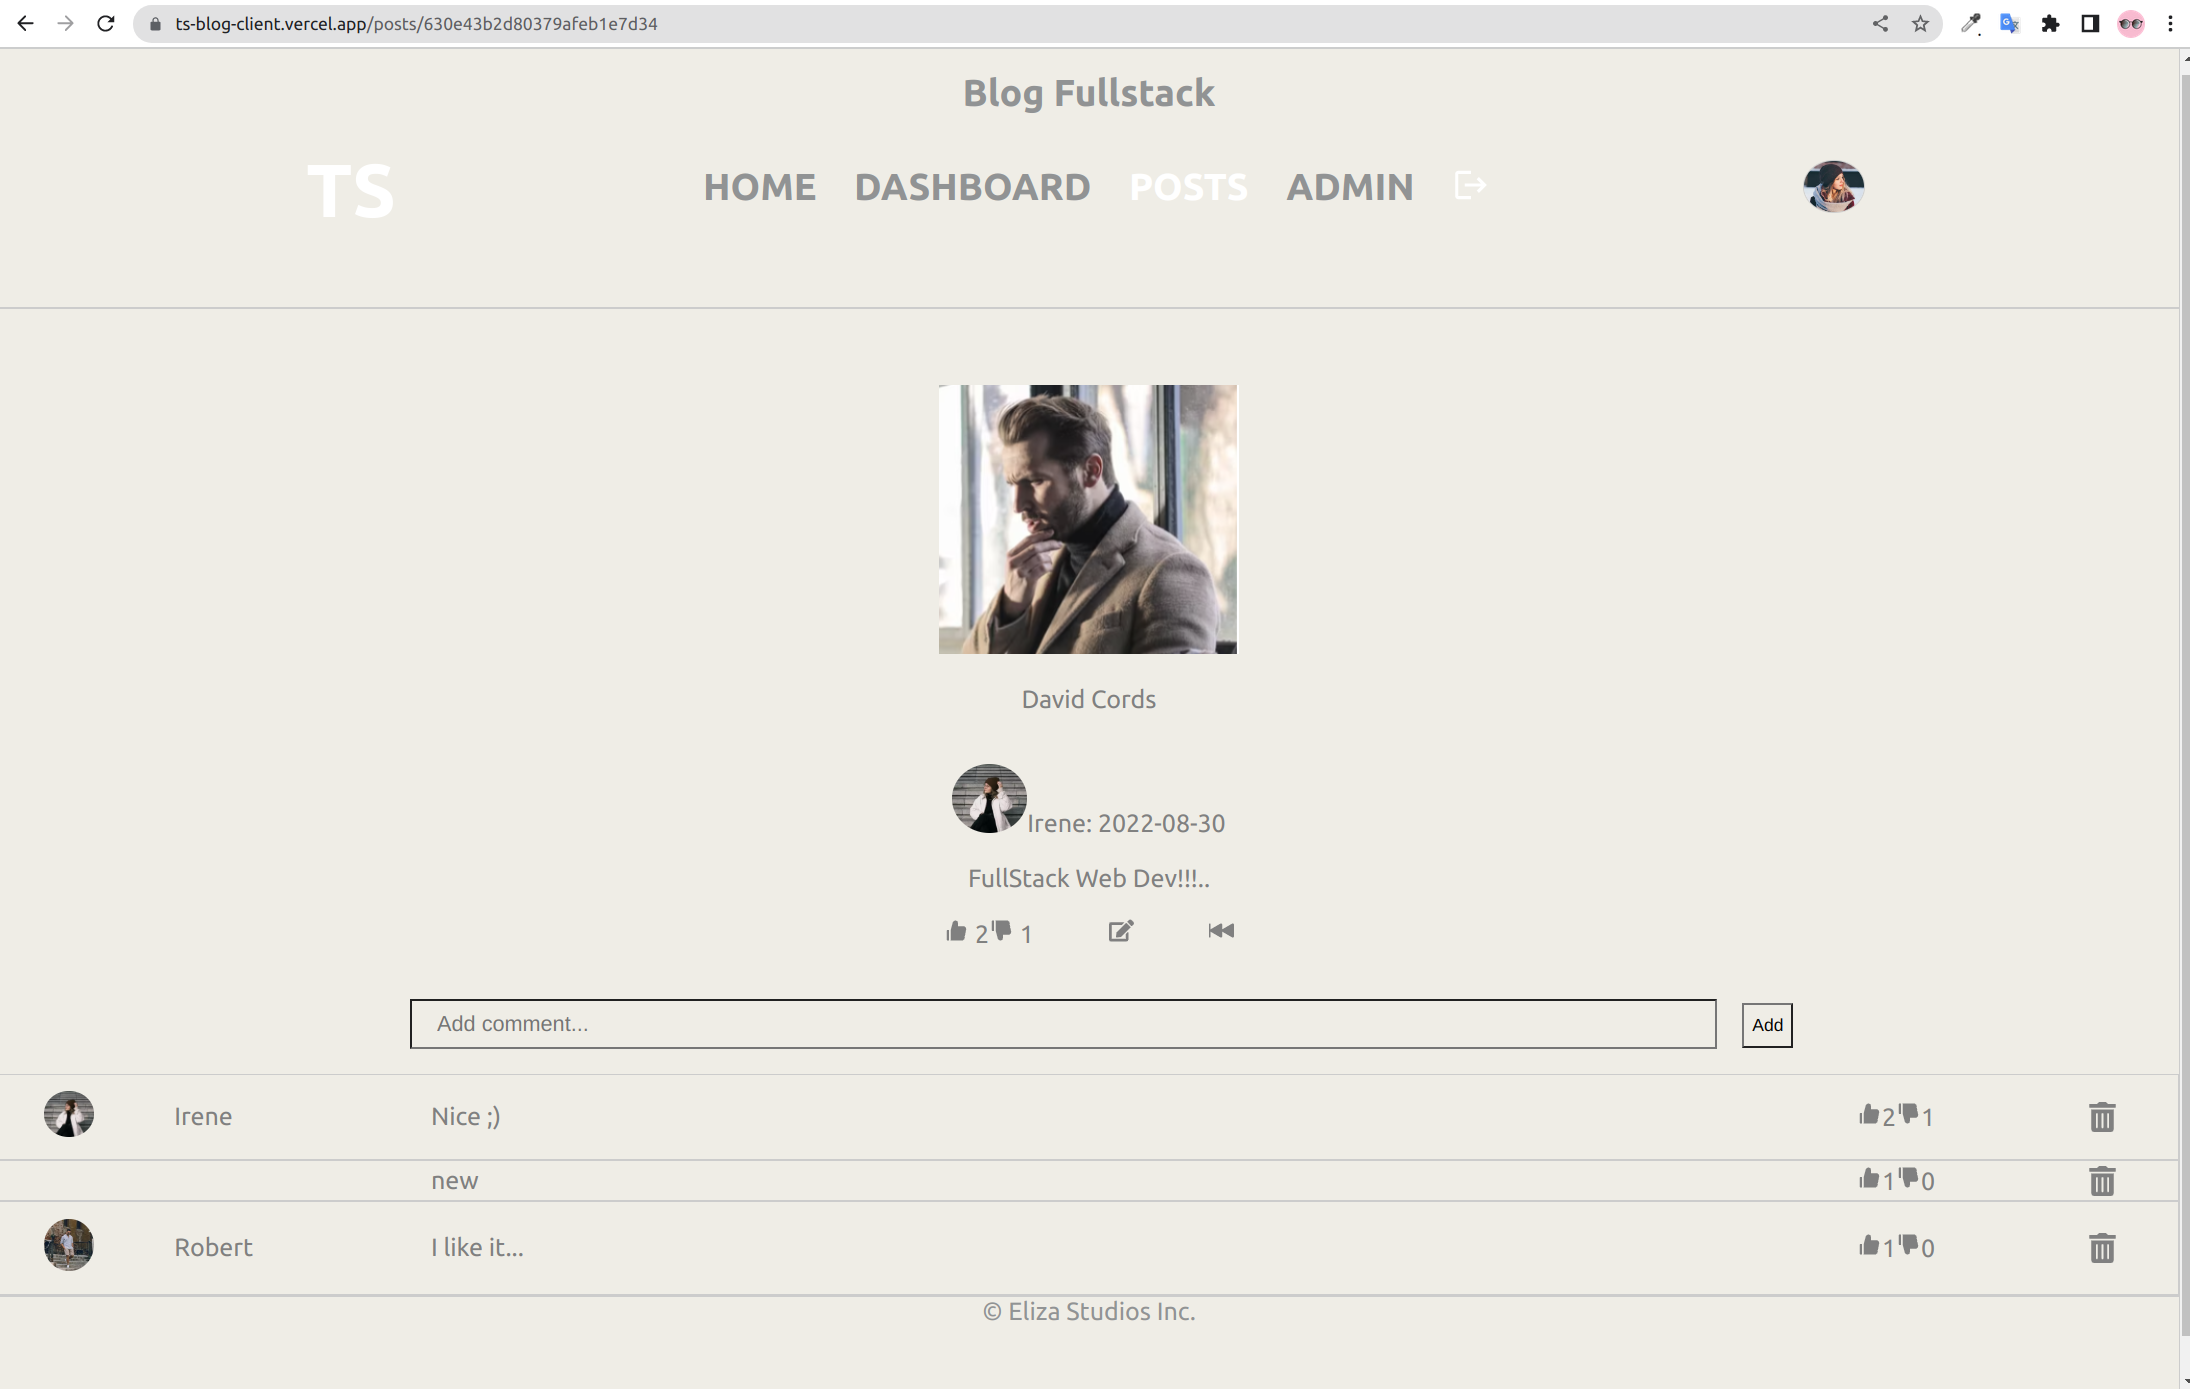 ts-blog-client.vercel.app/posts/630e43b2d80379afeb1e7d34
Blog Fullstack
TS HOME DASHBOARD POSTS ADMIN
David Cords
Irene: 2022-08-30
FullStack Web Dev!!!..
2 1
Add comment... Add
Irene Nice ;) 2 1
new 1 0
Robert I like it... 1 0
© Eliza Studios Inc.